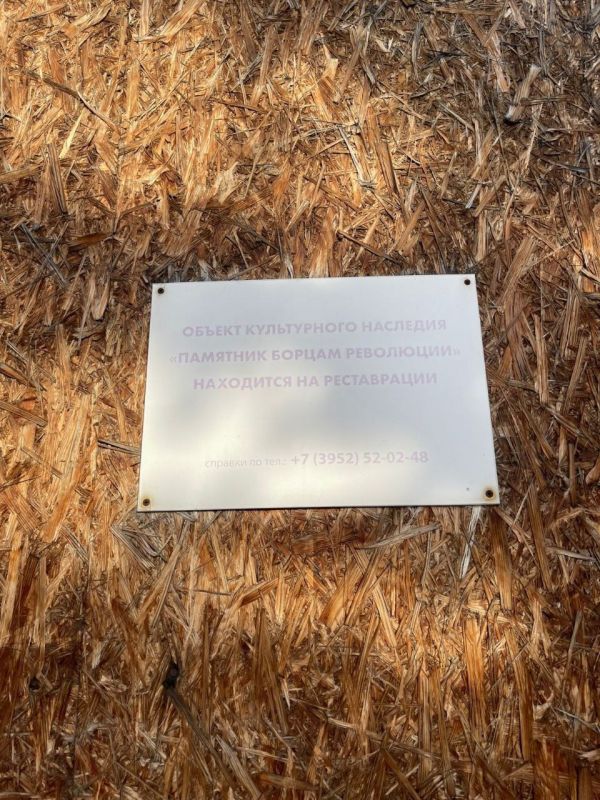 ОБЪЕКТ КУЛЬТУРНОГО НАСЛЕДИЯ
«ПАМЯТНИК БОРЦАМ РЕВОЛЮЦИИ»
НАХОДИТСЯ НА РЕСТАВРАЦИИ
справки по тел.: +7 (3952) 52-02-48